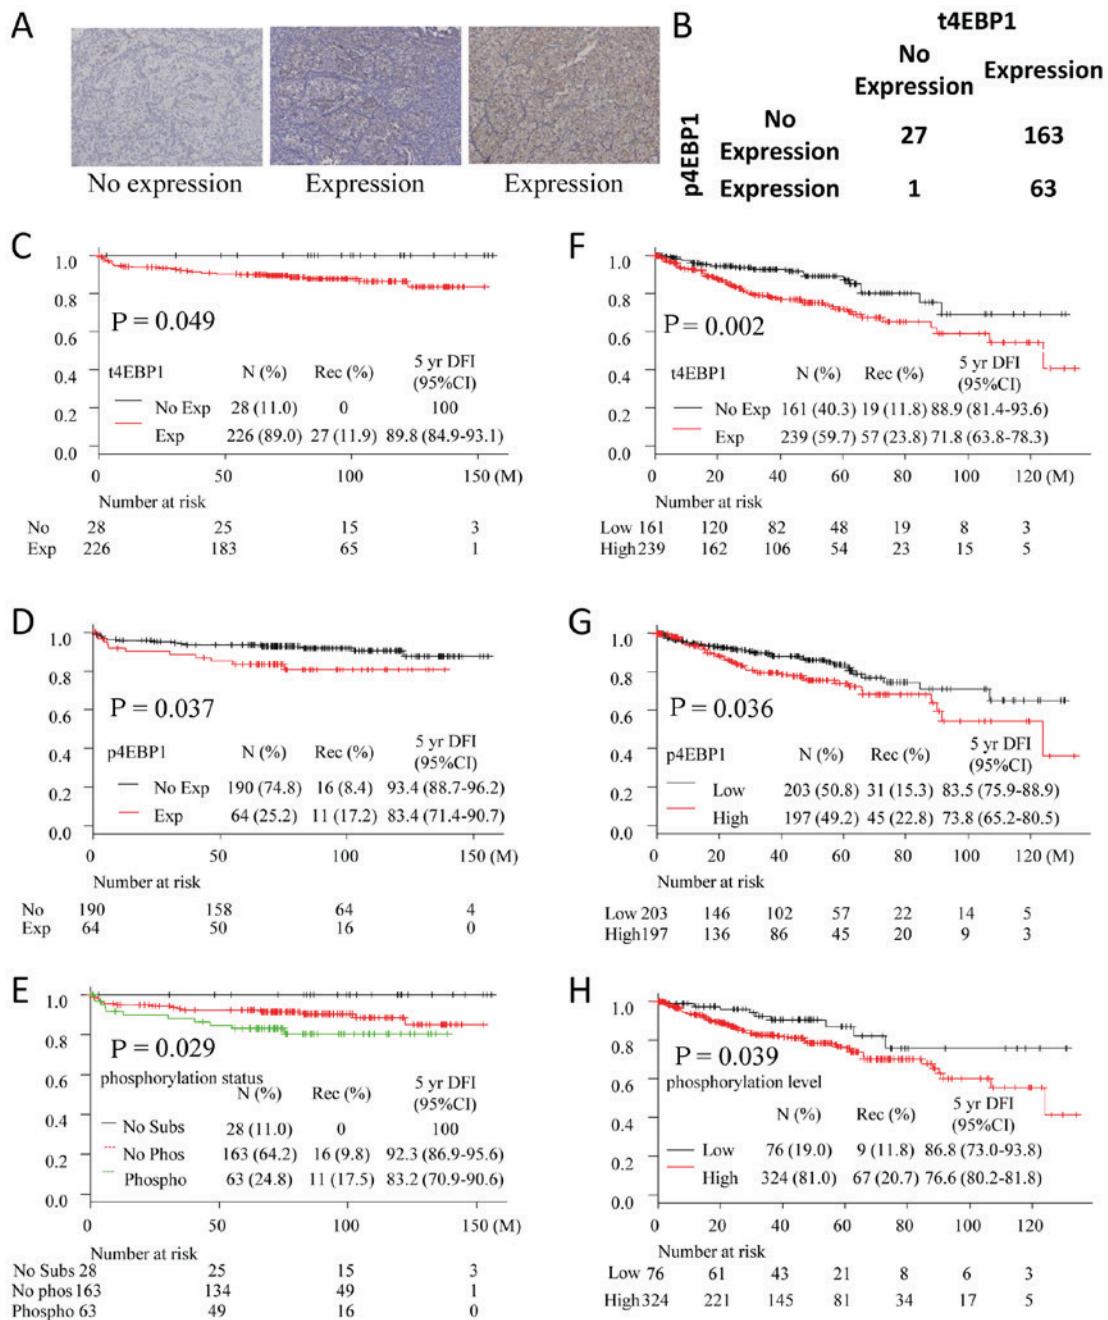 A
No expression
Expression
Expression
B
t4EBP1
No Expression
Expression
p4EBP1
No Expression
27
163
Expression
1
63
C
1.0
0.8
0.6
0.4
0.2
0.0
P = 0.049
t4EBP1 N (%) Rec (%) 5 yr DFI (95%CI)
No Exp 28 (11.0) 0 100
Exp 226 (89.0) 27 (11.9) 89.8 (84.9-93.1)
0 50 100 150 (M)
Number at risk
No 28 25 15 3
Exp 226 183 65 1
D
1.0
0.8
0.6
0.4
0.2
0.0
P = 0.037
p4EBP1 N (%) Rec (%) 5 yr DFI (95%CI)
No Exp 190 (74.8) 16 (8.4) 93.4 (88.7-96.2)
Exp 64 (25.2) 11 (17.2) 83.4 (71.4-90.7)
0 50 100 150 (M)
Number at risk
No 190 158 64 4
Exp 64 50 16 0
E
1.0
0.8
0.6
0.4
0.2
0.0
P = 0.029
phosphorylation status
N (%) Rec (%) 5 yr DFI (95%CI)
No Subs 28 (11.0) 0 100
No Phos 163 (64.2) 16 (9.8) 92.3 (86.9-95.6)
Phospho 63 (24.8) 11 (17.5) 83.2 (70.9-90.6)
0 50 100 150 (M)
Number at risk
No Subs 28 25 15 3
No phos 163 134 49 1
Phospho 63 49 16 0
F
1.0
0.8
0.6
0.4
0.2
0.0
P = 0.002
t4EBP1 N (%) Rec (%) 5 yr DFI (95%CI)
No Exp 161 (40.3) 19 (11.8) 88.9 (81.4-93.6)
Exp 239 (59.7) 57 (23.8) 71.8 (63.8-78.3)
0 20 40 60 80 100 120 (M)
Number at risk
Low 161 120 82 48 19 8 3
High 239 162 106 54 23 15 5
G
1.0
0.8
0.6
0.4
0.2
0.0
P = 0.036
p4EBP1 N (%) Rec (%) 5 yr DFI (95%CI)
Low 203 (50.8) 31 (15.3) 83.5 (75.9-88.9)
High 197 (49.2) 45 (22.8) 73.8 (65.2-80.5)
0 20 40 60 80 100 120 (M)
Number at risk
Low 203 146 102 57 22 14 5
High 197 136 86 45 20 9 3
H
1.0
0.8
0.6
0.4
0.2
0.0
P = 0.039
phosphorylation level
N (%) Rec (%) 5 yr DFI (95%CI)
Low 76 (19.0) 9 (11.8) 86.8 (73.0-93.8)
High 324 (81.0) 67 (20.7) 76.6 (80.2-81.8)
0 20 40 60 80 100 120
Number at risk
Low 76 61 43 21 8 6 3
High 324 221 145 81 34 17 5